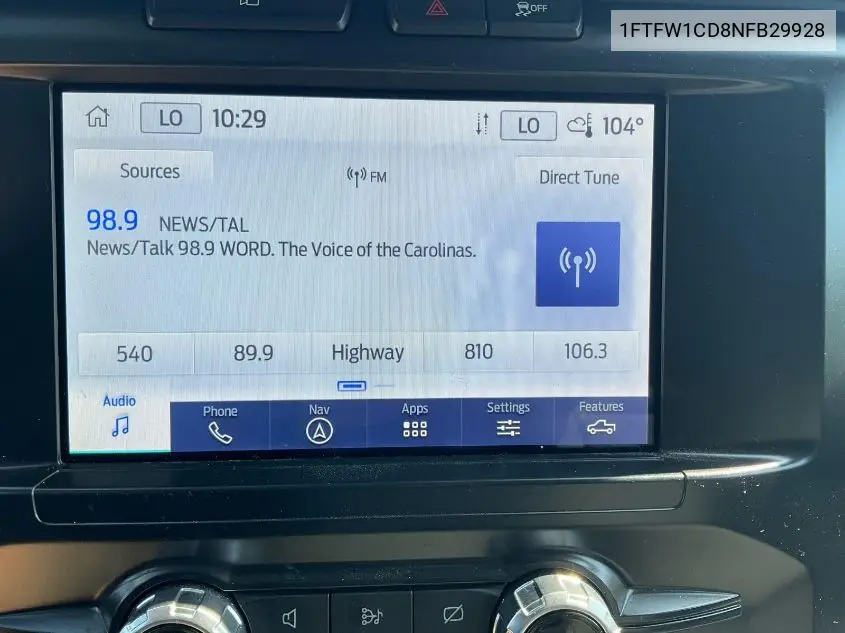 OFF
1FTFW1CD8NFB29928
LO 10:29 LO 104°
Sources FM Direct Tune
98.9 NEWS/TAL
News/Talk 98.9 WORD. The Voice of the Carolinas.
540 89.9 Highway 810 106.3
Audio Phone Nav Apps Settings Features